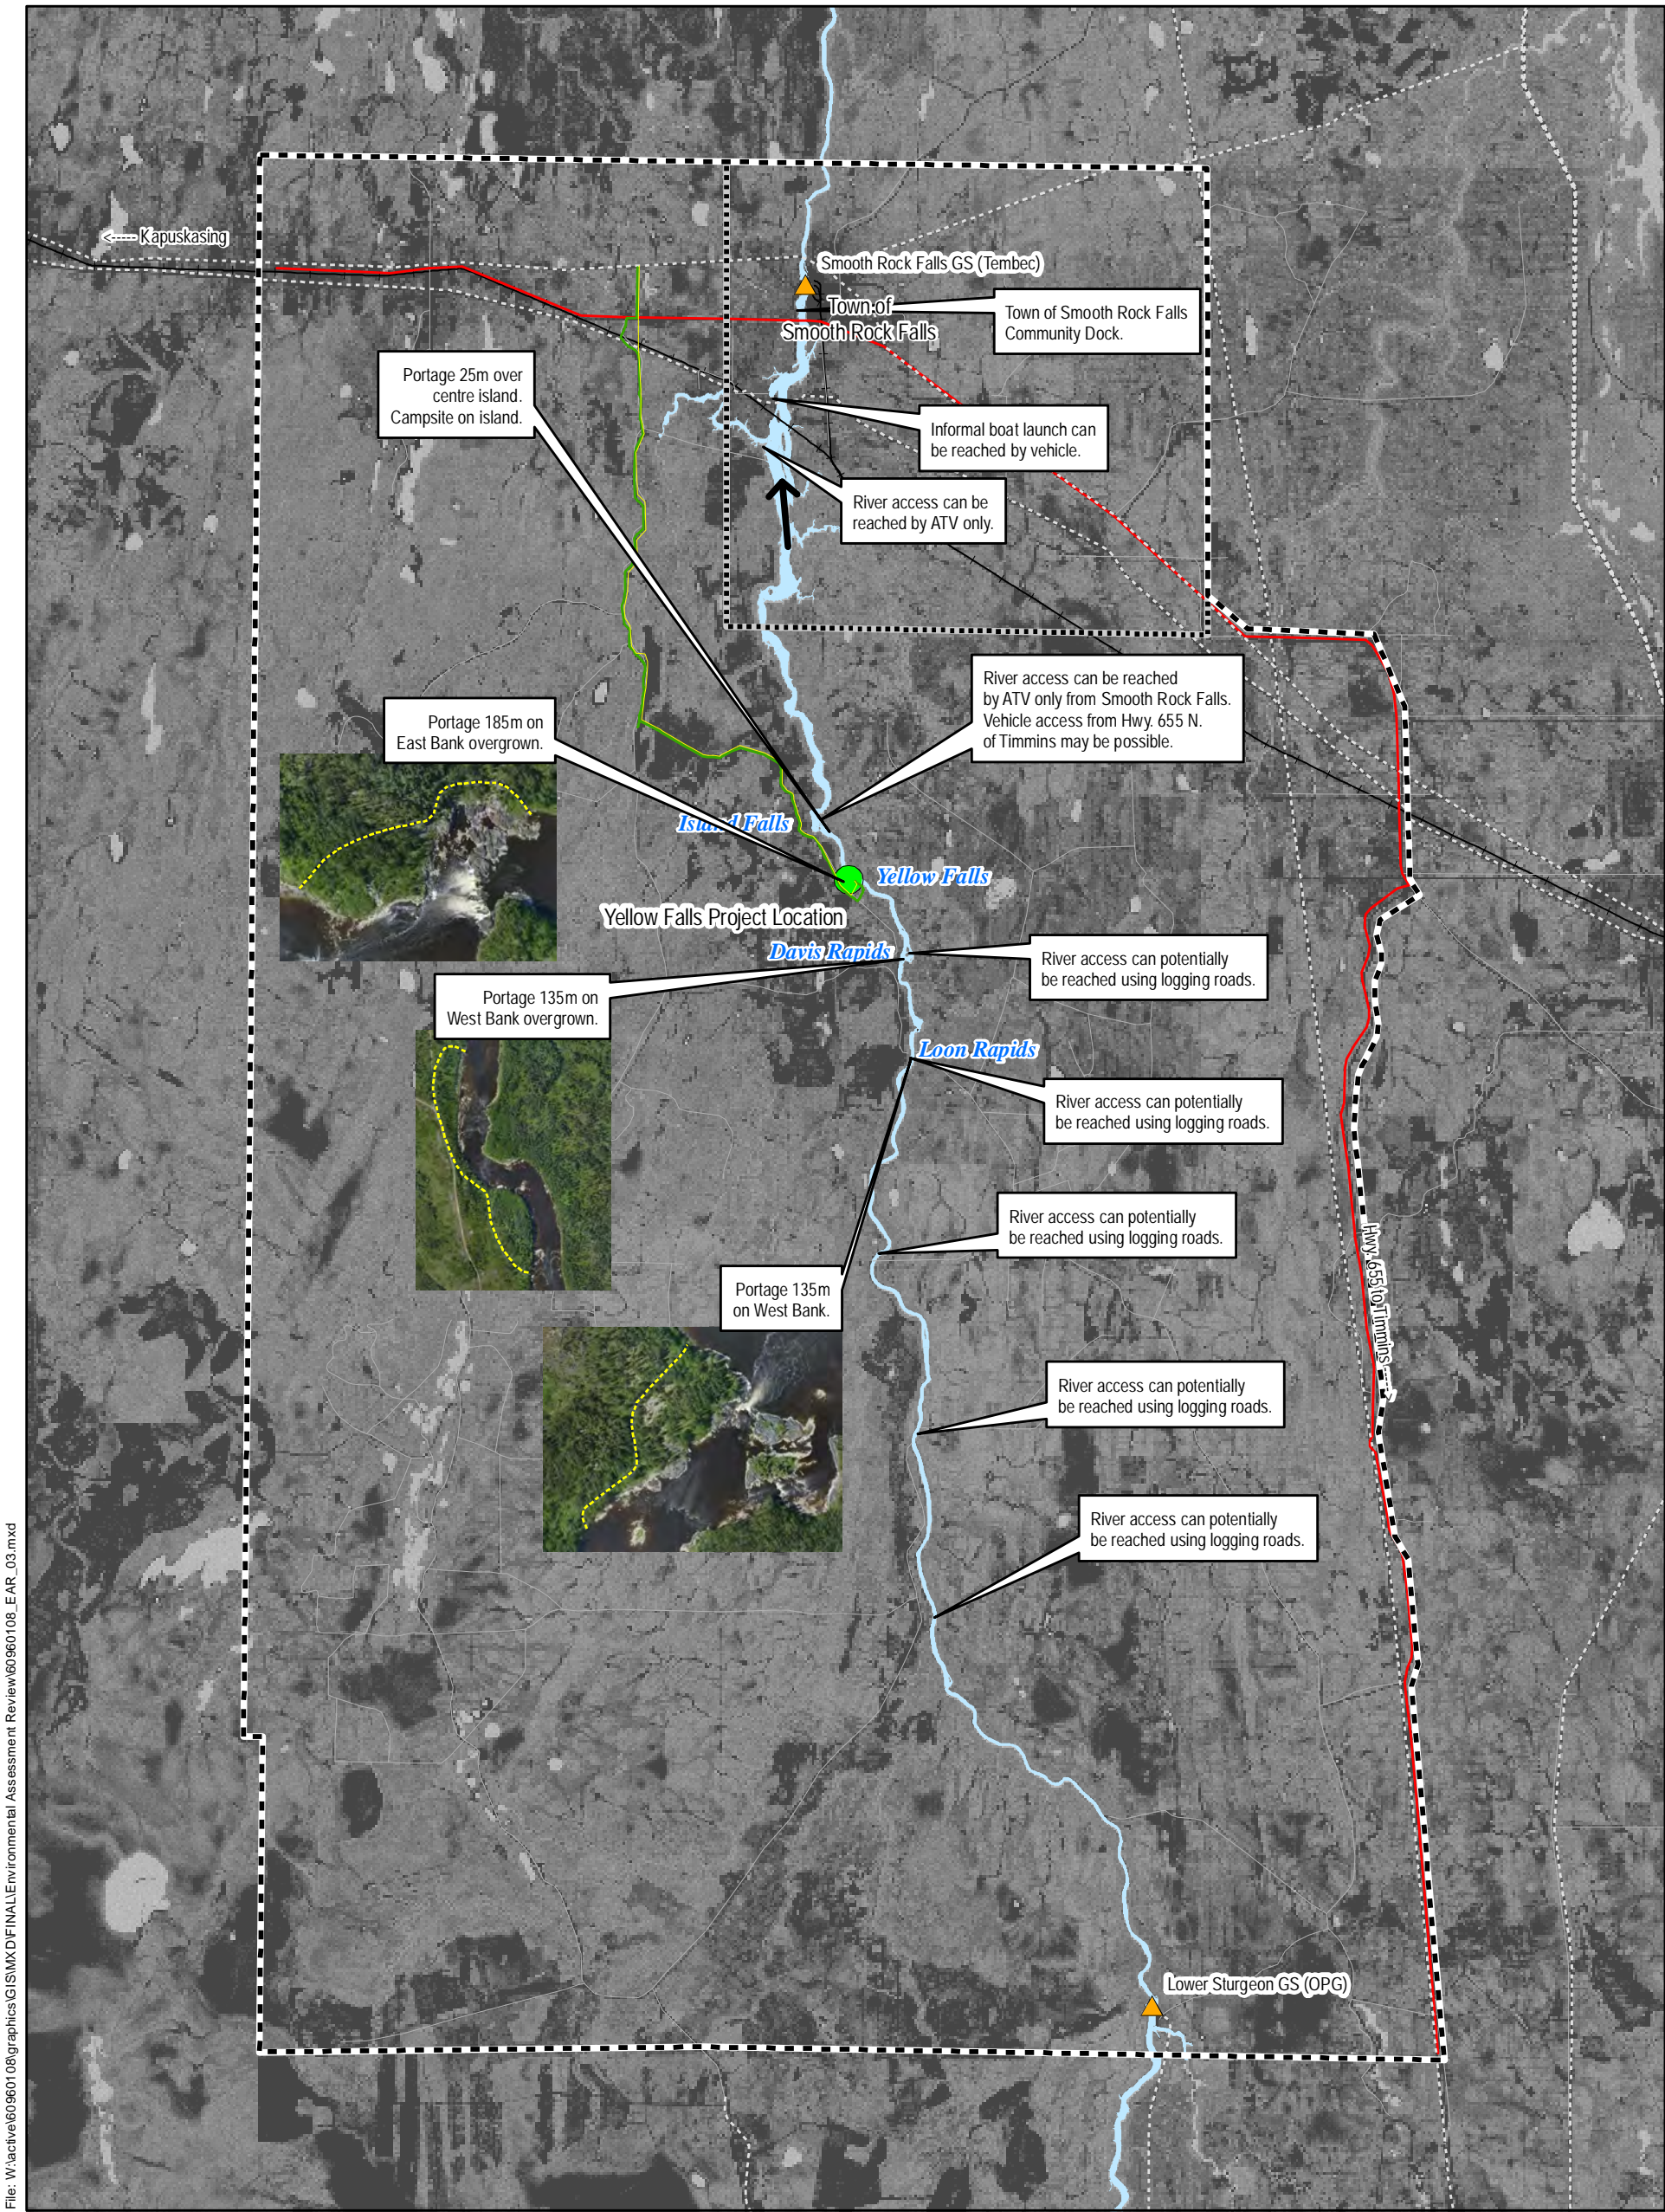 <---- Kapuskasing
Smooth Rock Falls GS (Tembec)
Town of
Smooth Rock Falls
Town of Smooth Rock Falls
Community Dock.
Portage 25m over
centre island.
Campsite on island.
Informal boat launch can
be reached by vehicle.
River access can be
reached by ATV only.
River access can be reached
by ATV only from Smooth Rock Falls.
Vehicle access from Hwy. 655 N.
of Timmins may be possible.
Portage 185m on
East Bank overgrown.
Island Falls
Yellow Falls
Yellow Falls Project Location
Davis Rapids
River access can potentially
be reached using logging roads.
Portage 135m on
West Bank overgrown.
Loon Rapids
River access can potentially
be reached using logging roads.
River access can potentially
be reached using logging roads.
Portage 135m
on West Bank.
Hwy. 655 to Timmins ---->
River access can potentially
be reached using logging roads.
River access can potentially
be reached using logging roads.
Lower Sturgeon GS (OPG)
File: W:\active\60960108\graphics\GIS\MXD\FINAL\Environmental Assessment Review\60960108_EAR_03.mxd